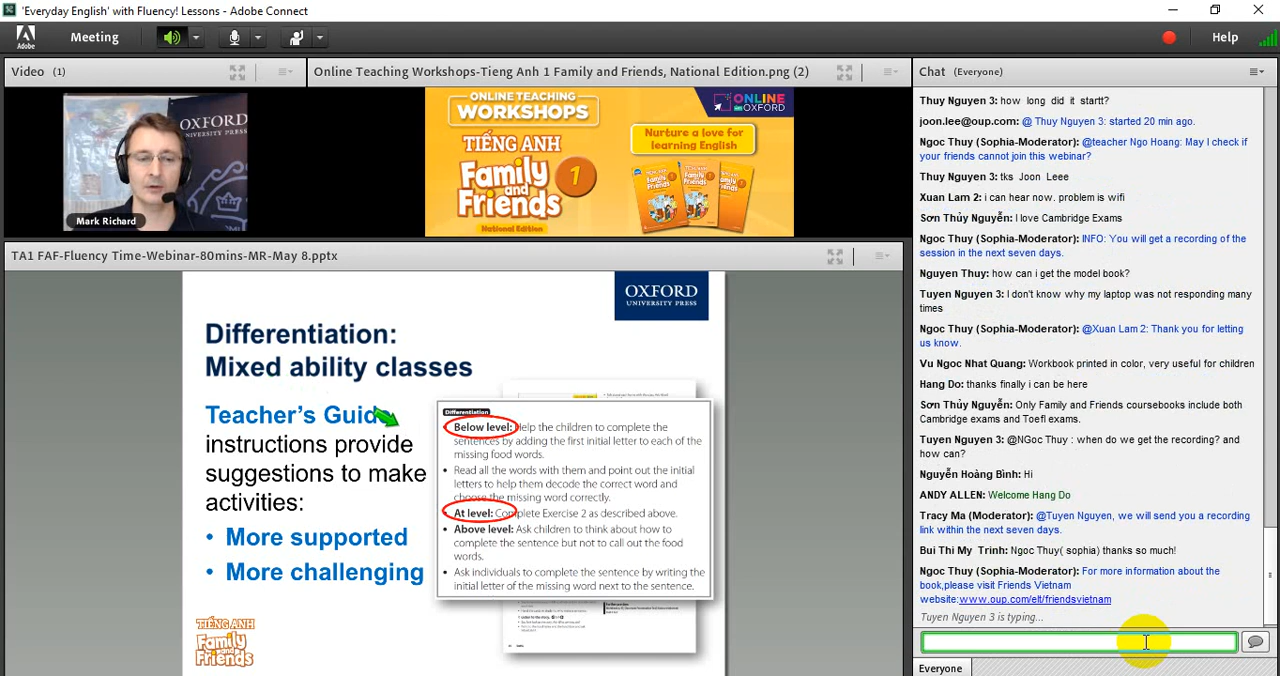 'Everyday English' with Fluency! Lessons - Adobe Connect
Adobe
Meeting
Help
Video (1)
Online Teaching Workshops-Tieng Anh 1 Family and Friends, National Edition.png (2)
Chat (Everyone)
OXFORD
UNIVERSITY PRESS
Mark Richard
ONLINE TEACHING
WORKSHOPS
TIẾNG ANH
Family
and
Friends
1
National Edition
ONLINE
OXFORD
Nurture a love for
learning English
Thuy Nguyen 3: how long did it startt?
joon.lee@oup.com: @ Thuy Nguyen 3: started 20 min ago.
Ngoc Thuy (Sophia-Moderator): @teacher Ngo Hoang: May I check if
your friends cannot join this webinar?
Thuy Nguyen 3: tks Joon Leee
Xuan Lam 2: i can hear now. problem is wifi
Sơn Thủy Nguyễn: I love Cambridge Exams
Ngoc Thuy (Sophia-Moderator): INFO: You will get a recording of the
session in the next seven days.
Nguyen Thuy: how can i get the model book?
Tuyen Nguyen 3: I don't know why my laptop was not responding many
times
Ngoc Thuy (Sophia-Moderator): @Xuan Lam 2: Thank you for letting
us know.
Vu Ngoc Nhat Quang: Workbook printed in color, very useful for children
Hang Do: thanks finally i can be here
Sơn Thủy Nguyễn: Only Family and Friends coursebooks include both
Cambridge exams and Toefl exams.
Tuyen Nguyen 3: @NGoc Thuy : when do we get the recording? and
how?
Nguyễn Hoàng Bình: Hi
ANDY ALLEN: Welcome Hang Do
Tracy Ma (Moderator): @Tuyen Nguyen, we will send you a recording
link within the next seven days.
Bui Thi My Trinh: Ngoc Thuy( sophia) thanks so much!
Ngoc Thuy (Sophia-Moderator): For more information about the
book,please visit Friends Vietnam
website:www.oup.com/elt/friendsvietnam
Tuyen Nguyen 3 is typing...
Everyone
TA1 FAF-Fluency Time-Webinar-80mins-MR-May 8.pptx
OXFORD
UNIVERSITY PRESS
Differentiation:
Mixed ability classes
Teacher's Guide
instructions provide
suggestions to make
activities:
• More supported
• More challenging
Differentiation
• Below level: Help the children to complete the
sentences by adding the first initial letter to each of the
missing food words.
• Read all the words with them and point out the initial
letters to help them decode the correct word and
choose the missing word correctly.
• At level: Complete Exercise 2 as described above.
• Above level: Ask children to think about how to
complete the sentence but not to call out the food
words.
• Ask individuals to complete the sentence by writing the
initial letter of the missing word next to the sentence.
TIẾNG ANH
Family
and
Friends